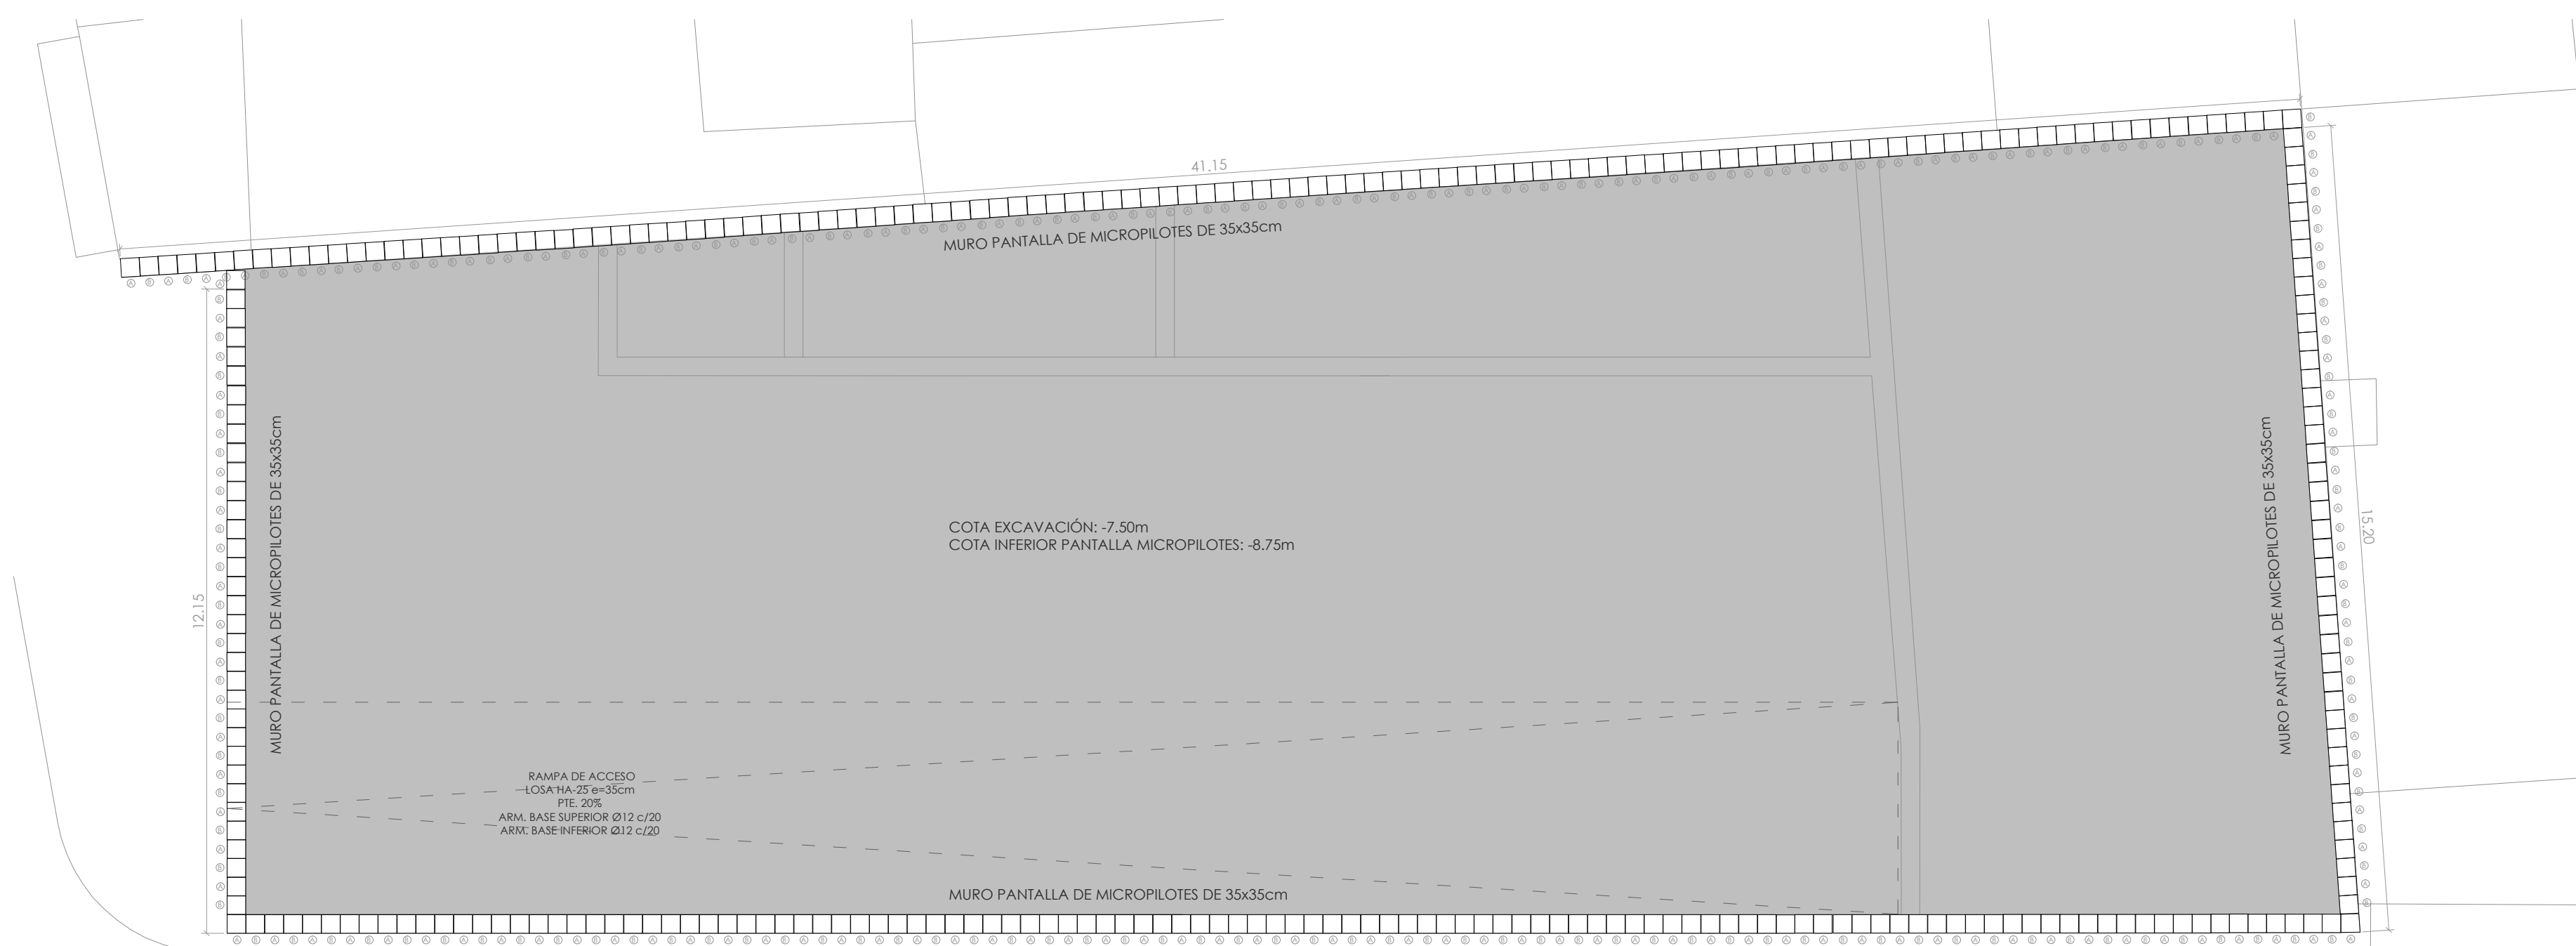 41.15
MURO PANTALLA DE MICROPILOTES DE 35x35cm
12.15
MURO PANTALLA DE MICROPILOTES DE 35x35cm
COTA EXCAVACIÓN: -7.50m
COTA INFERIOR PANTALLA MICROPILOTES: -8.75m
MURO PANTALLA DE MICROPILOTES DE 35x35cm
15.20
RAMPA DE ACCESO
LOSA HA-25 e=35cm
PTE. 20%
ARM. BASE SUPERIOR Ø12 c/20
ARM. BASE INFERIOR Ø12 c/20
MURO PANTALLA DE MICROPILOTES DE 35x35cm